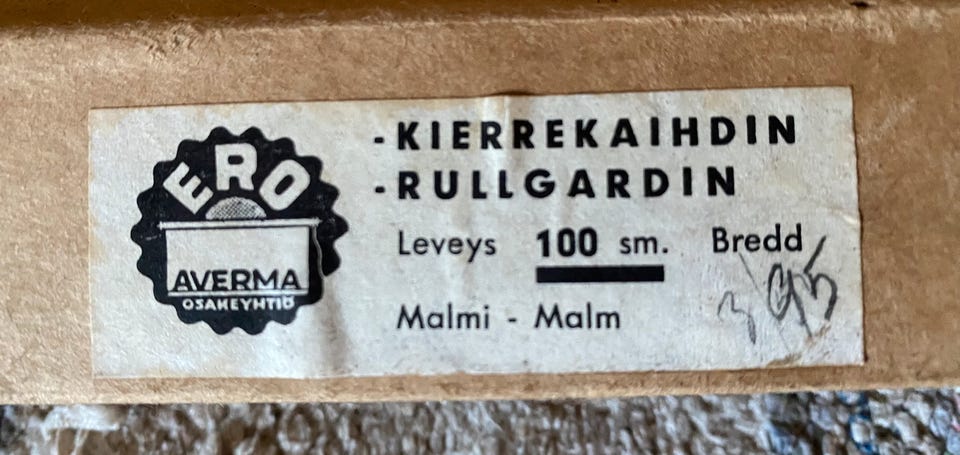 ERO
AVERMA
OSAKEYHTIÖ
-KIERREKAIHDIN
-RULLGARDIN
Leveys 100 sm. Bredd
Malmi - Malm